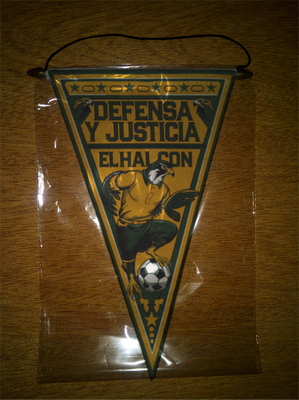 DEFENSA
Y JUSTICIA
EL HALCON